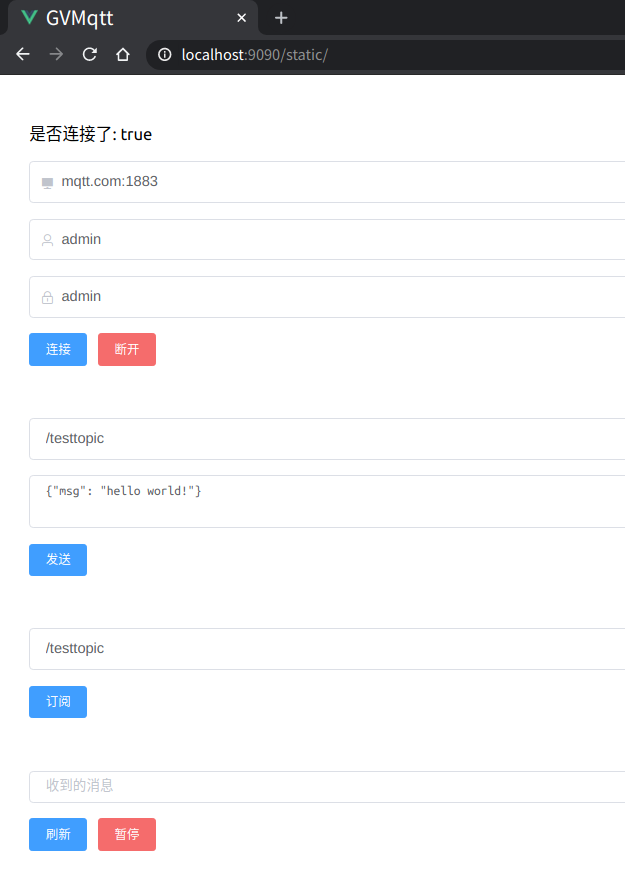 GVMqtt
localhost:9090/static/
是否连接了: true
mqtt.com:1883
admin
admin
连接 断开
/testtopic
{"msg": "hello world!"}
发送
/testtopic
订阅
收到的消息
刷新 暂停